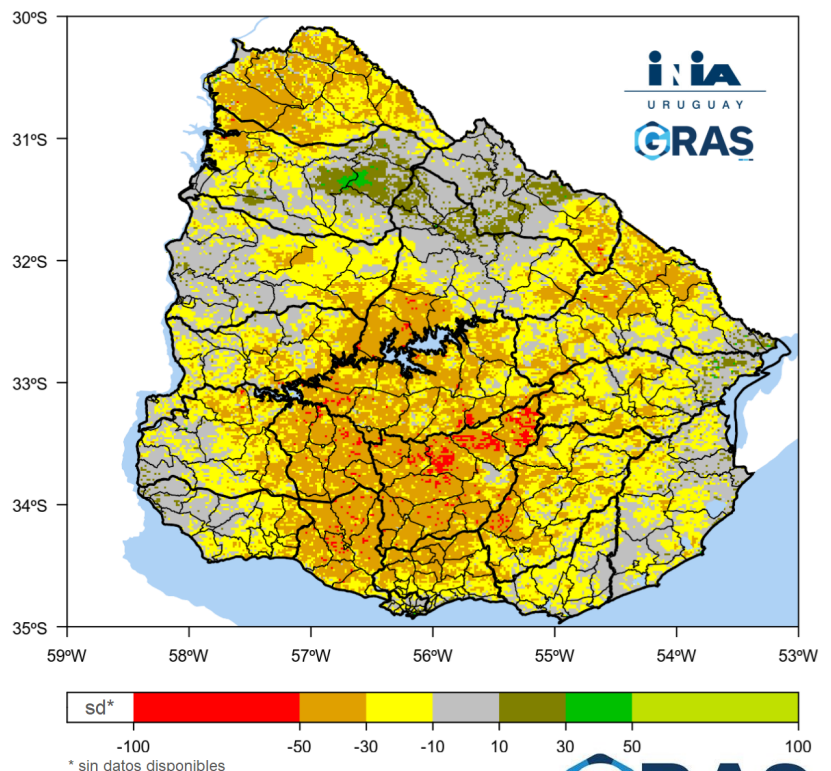 30ºS
31ºS
32ºS
33ºS
34ºS
35ºS
59ºW 58ºW 57ºW 56ºW 55ºW 54ºW 53ºW
iNiA
URUGUAY
GRAS
sd*
-100 -50 -30 -10 10 30 50 100
* sin datos disponibles
GRAS